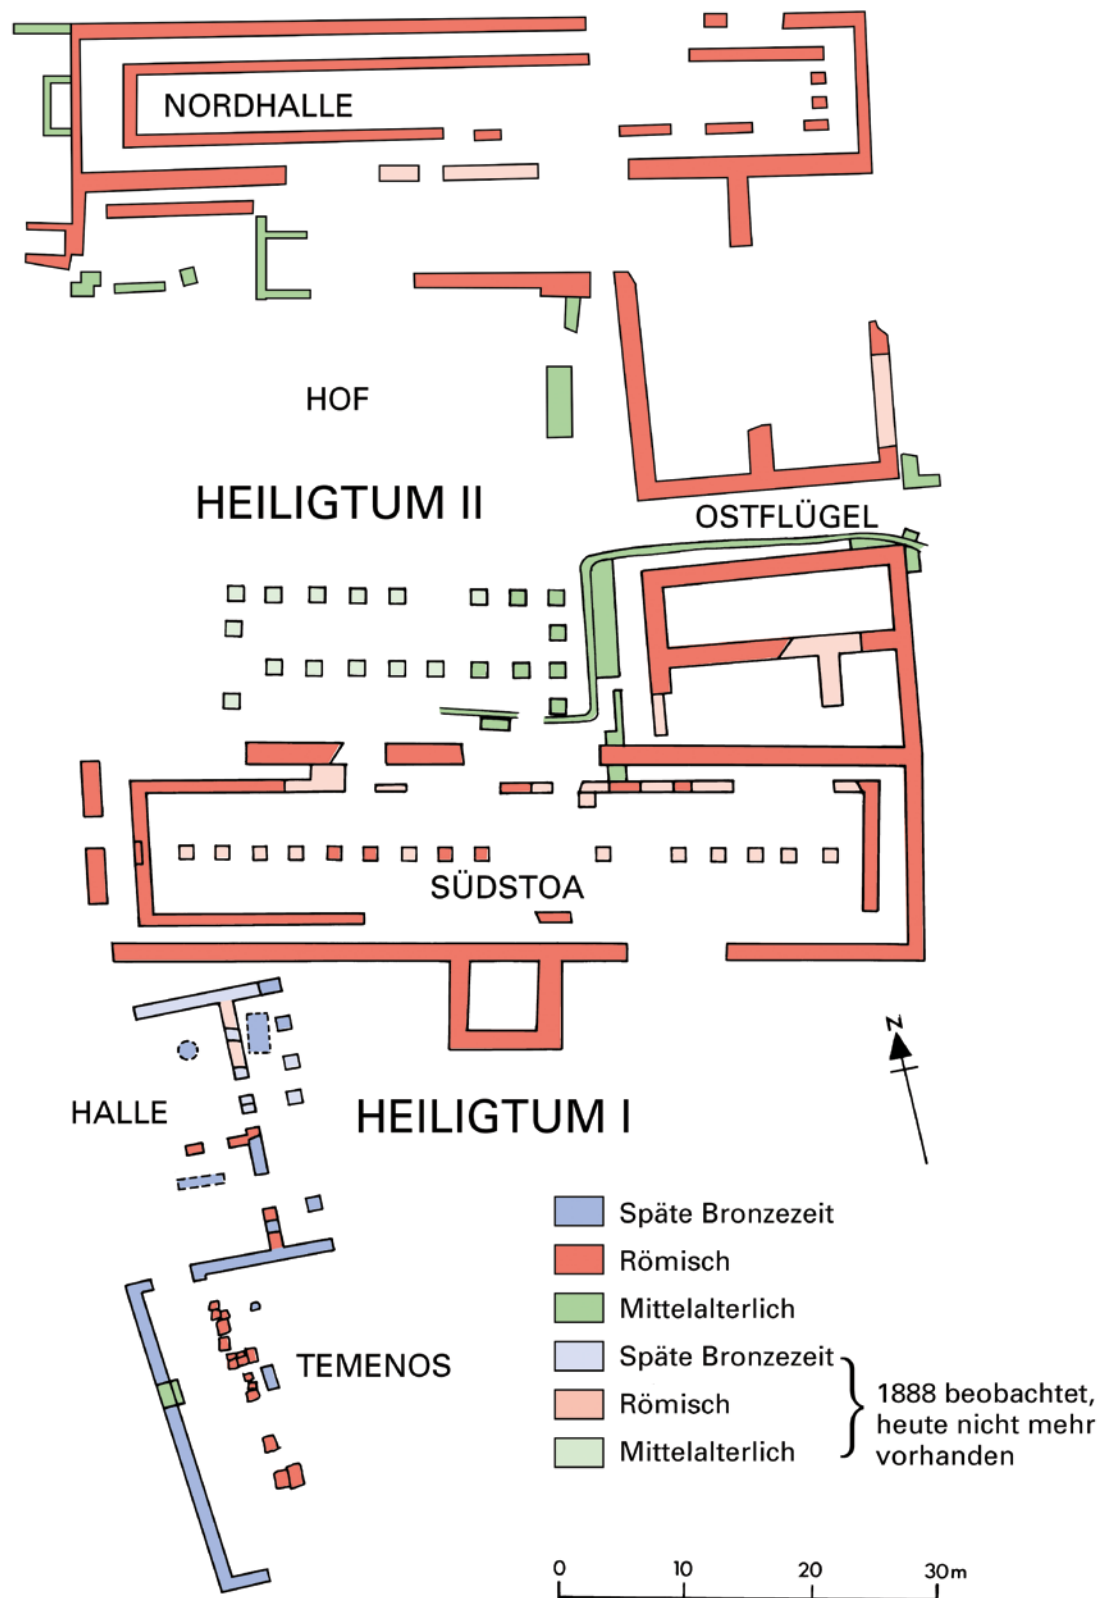 NORDHALLE
HOF
HEILIGTUM II
OSTFLÜGEL
SÜDSTOA
N
HALLE
HEILIGTUM I
TEMENOS
Späte Bronzezeit
Römisch
Mittelalterlich
Späte Bronzezeit
Römisch
Mittelalterlich
1888 beobachtet,
heute nicht mehr
vorhanden
0 10 20 30m